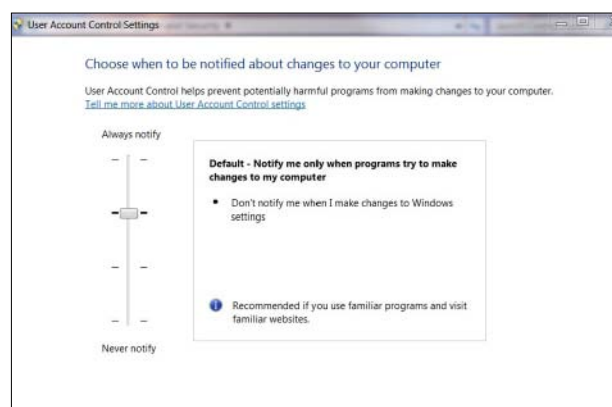 User Account Control Settings
Choose when to be notified about changes to your computer
User Account Control helps prevent potentially harmful programs from making changes to your computer.
Tell me more about User Account Control settings
Always notify
Default - Notify me only when programs try to make
changes to my computer
• Don't notify me when I make changes to Windows
settings
Recommended if you use familiar programs and visit
familiar websites.
Never notify